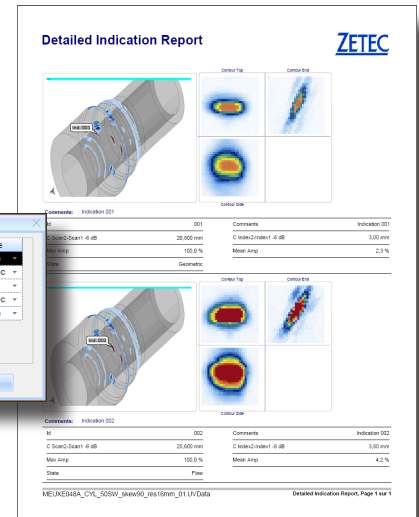 Detailed Indication Report
ZETEC
Contour Top
Contour End
Ind: 001
Contour Side
Comments: Indication 001
Id 001 Comments Indication 001
C Scan2-Scan1 -6 dB 20,600 mm C Index2-Index1 -6 dB 3,00 mm
Max Amp 100,0 % Mean Amp 2,3 %
State Geometric
Contour Top
Contour End
Contour Side
Comments: Indication 002
Id 002 Comments Indication 002
C Scan2-Scan1 -6 dB 25,600 mm C Index2-Index1 -6 dB 3,60 mm
Max Amp 100,0 % Mean Amp 4,2 %
State Flaw
MEUXE048A_CYL_50SW_skew90_res16mm_01.UVData Detailed Indication Report, Page 1 sur 1